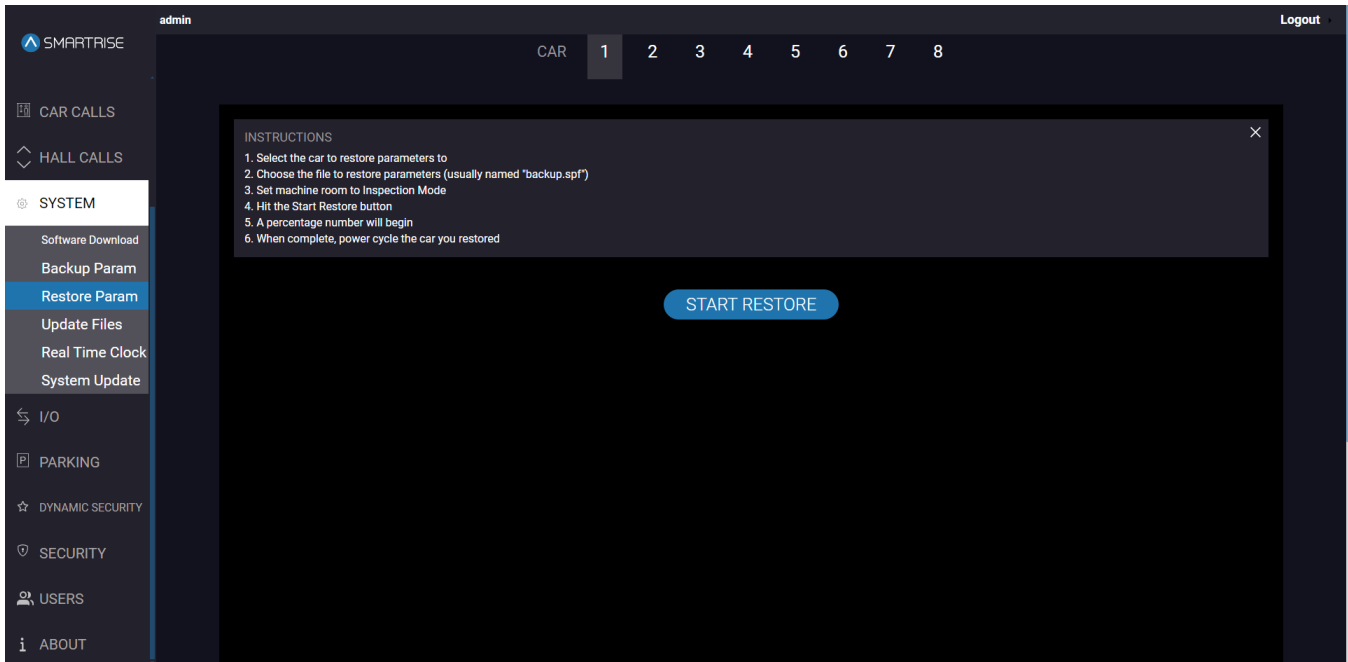 admin
Logout
SMARTRISE
CAR 1 2 3 4 5 6 7 8
CAR CALLS
HALL CALLS
SYSTEM
Software Download
Backup Param
Restore Param
Update Files
Real Time Clock
System Update
I/O
P PARKING
DYNAMIC SECURITY
SECURITY
USERS
i ABOUT
INSTRUCTIONS
1. Select the car to restore parameters to
2. Choose the file to restore parameters (usually named "backup.spf")
3. Set machine room to Inspection Mode
4. Hit the Start Restore button
5. A percentage number will begin
6. When complete, power cycle the car you restored
START RESTORE